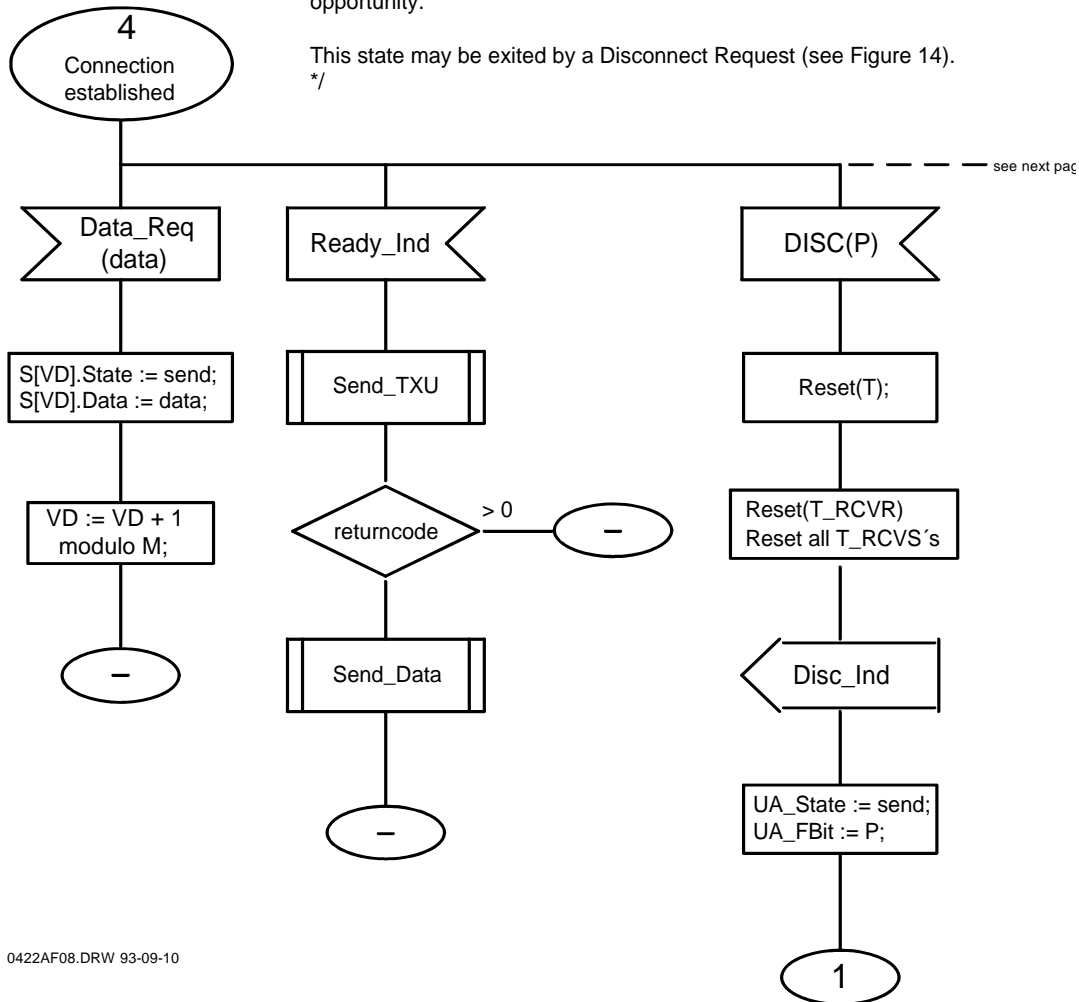 opportunity.
This state may be exited by a Disconnect Request (see Figure 14).
*/
4
Connection
established
see next pag
Data_Req
(data)
Ready_Ind
DISC(P)
S[VD].State := send;
S[VD].Data := data;
Send_TXU
Reset(T);
VD := VD + 1
modulo M;
returncode
> 0
–
Reset(T_RCVR)
Reset all T_RCVS´s
–
Send_Data
Disc_Ind
–
UA_State := send;
UA_FBit := P;
0422AF08.DRW 93-09-10
1